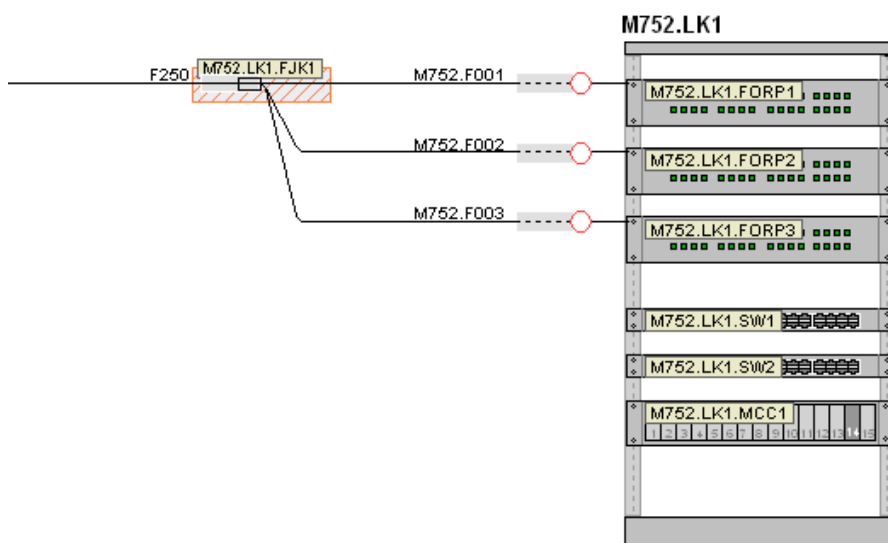 M752.LK1
F250
M752.LK1.FJK1
M752.F001
M752.LK1.FORP1
M752.F002
M752.LK1.FORP2
M752.F003
M752.LK1.FORP3
M752.LK1.SW1
M752.LK1.SW2
M752.LK1.MCC1
1 2 3 4 5 6 7 8 9 10 11 12 13 14 15